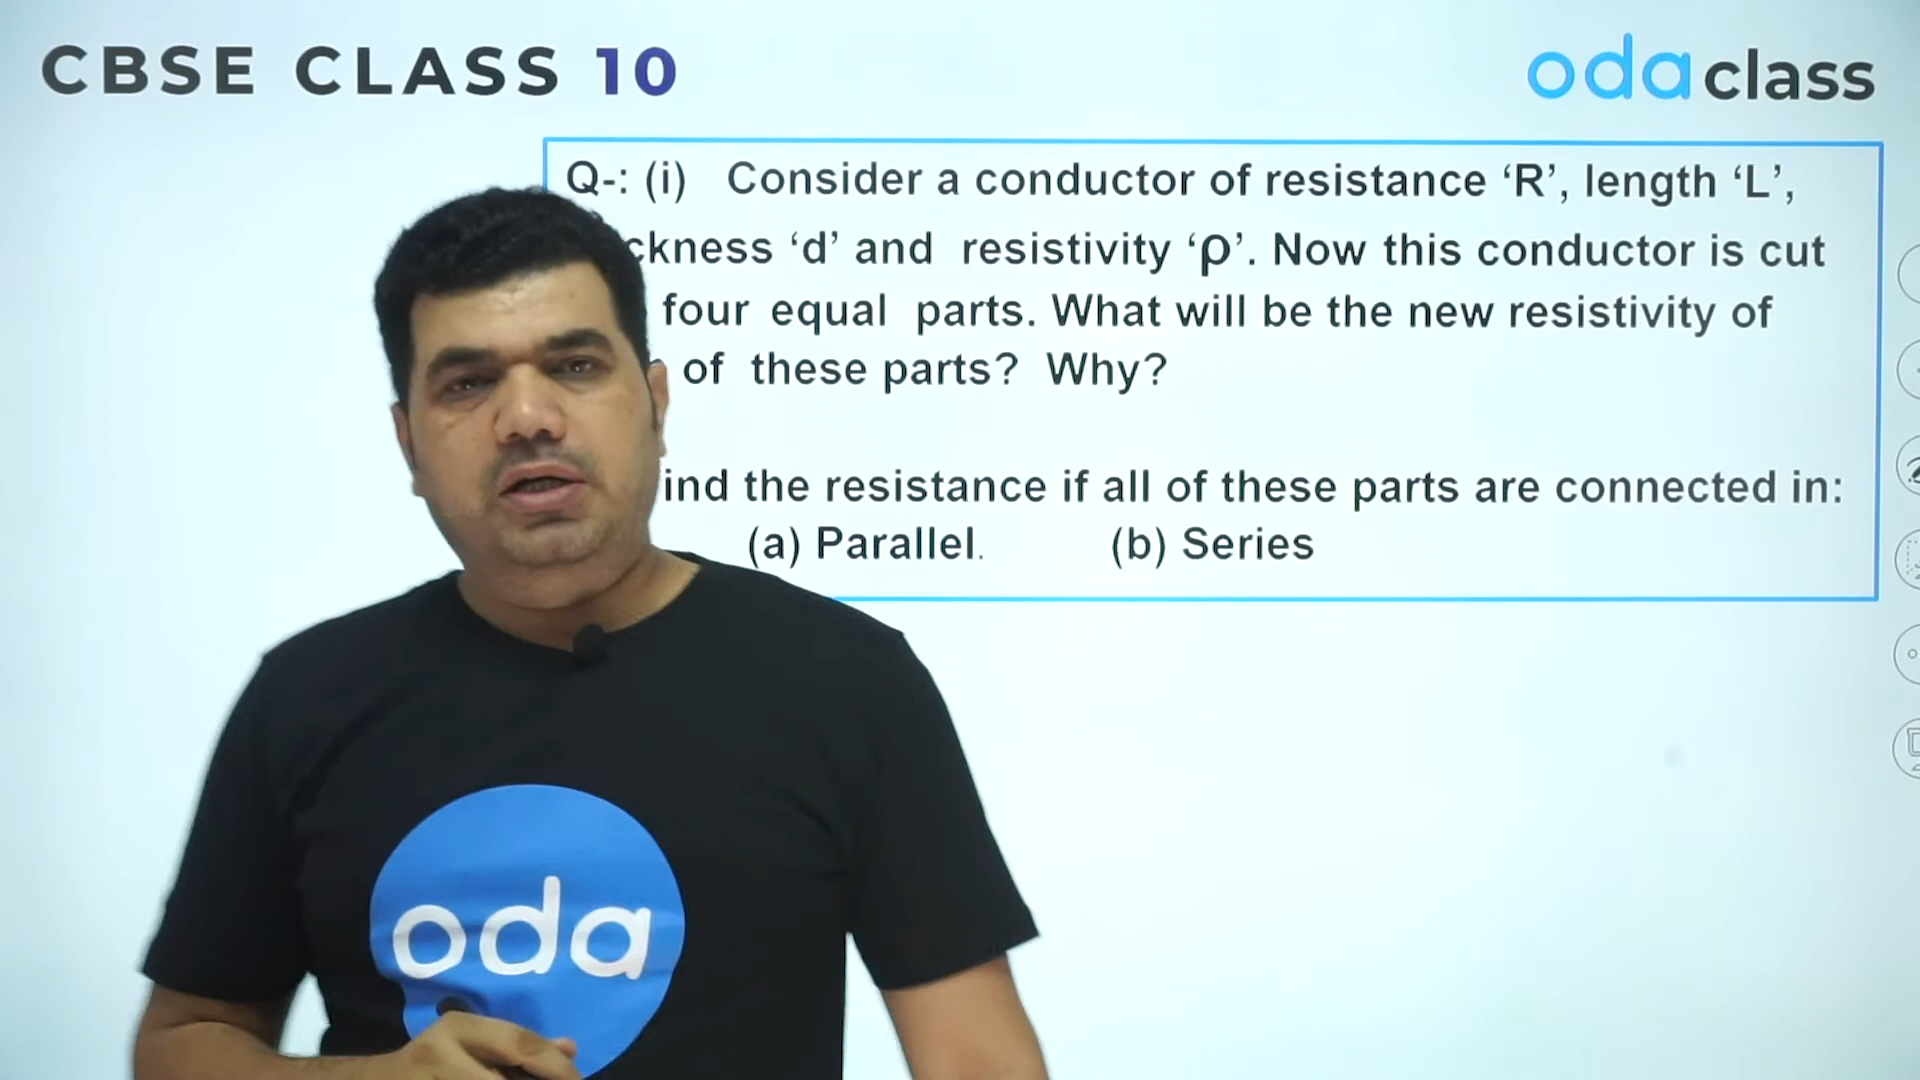 CBSE CLASS 10
oda class
Q-: (i) Consider a conductor of resistance ‘R’, length ‘L’,
ckness ‘d’ and resistivity ‘ρ’. Now this conductor is cut
four equal parts. What will be the new resistivity of
of these parts? Why?
ind the resistance if all of these parts are connected in:
(a) Parallel. (b) Series
oda